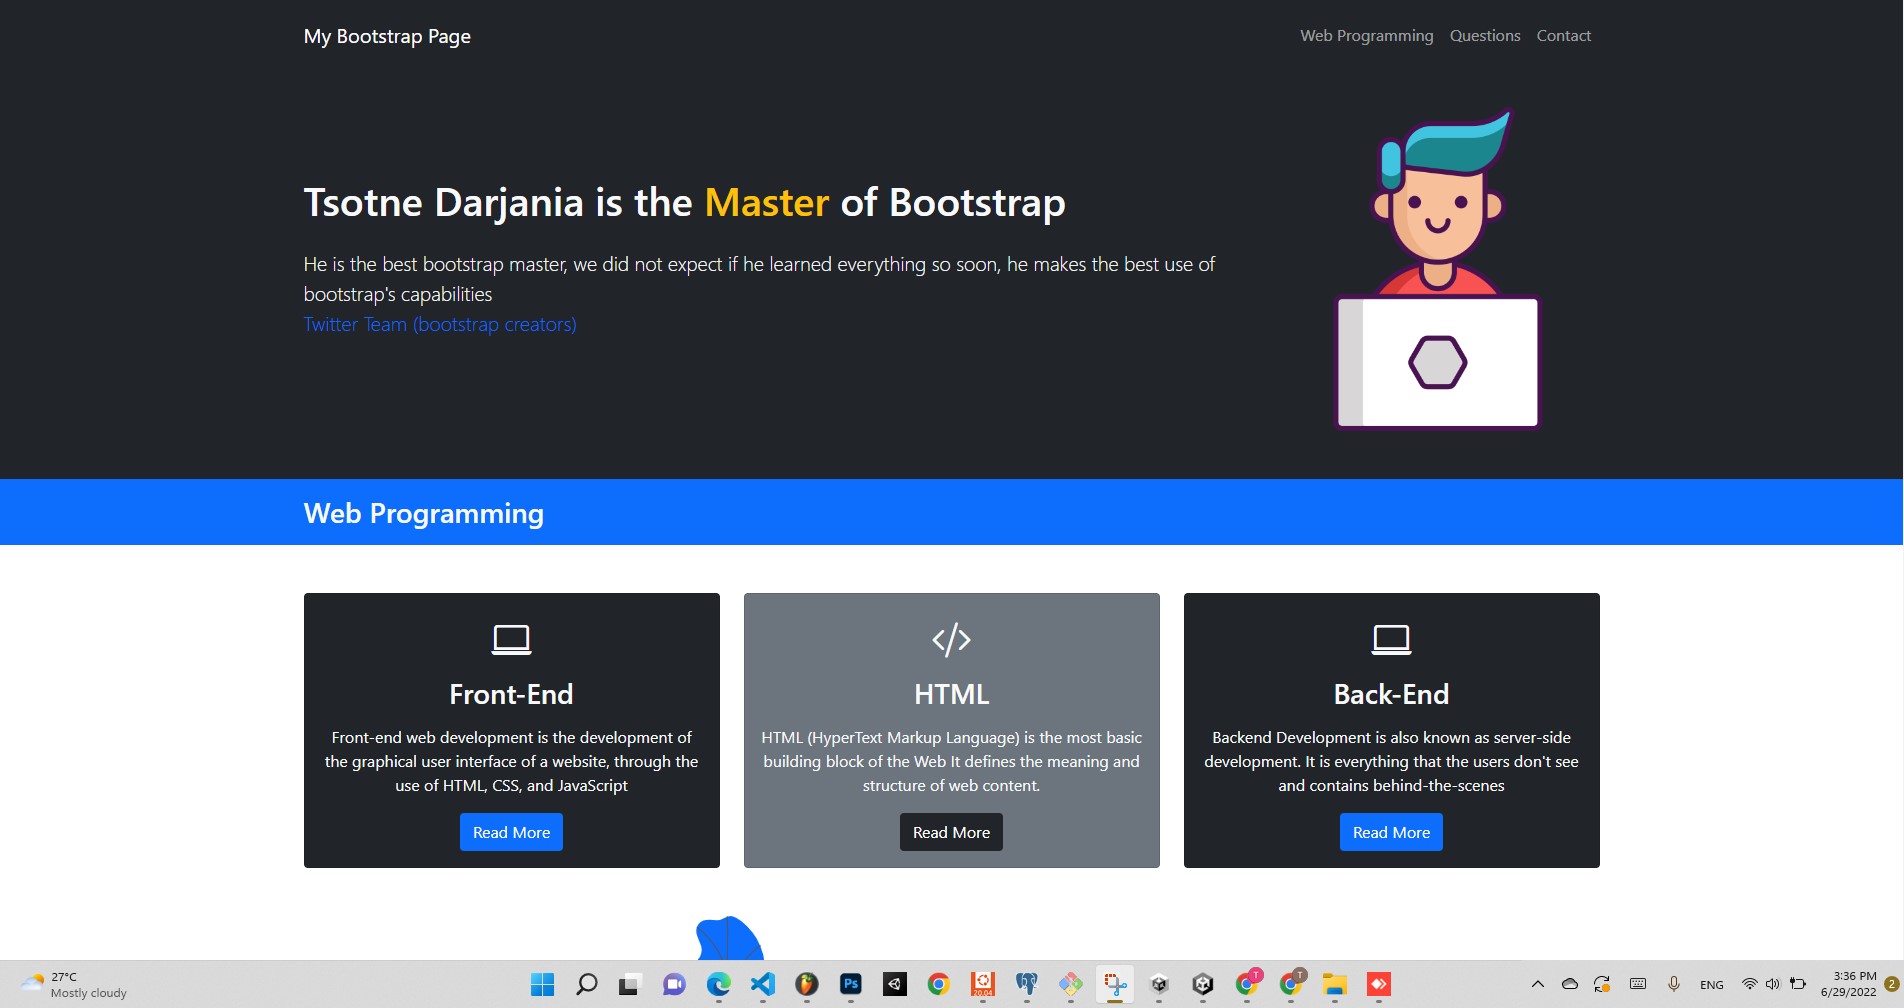 My Bootstrap Page
Web Programming
Questions
Contact
Tsotne Darjania is the Master of Bootstrap
He is the best bootstrap master, we did not expect if he learned everything so soon, he makes the best use of
bootstrap's capabilities
Twitter Team (bootstrap creators)
Web Programming
Front-End
Front-end web development is the development of
the graphical user interface of a website, through the
use of HTML, CSS, and JavaScript
Read More
HTML
HTML (HyperText Markup Language) is the most basic
building block of the Web It defines the meaning and
structure of web content.
Read More
Back-End
Backend Development is also known as server-side
development. It is everything that the users don't see
and contains behind-the-scenes
Read More
27°C
Mostly cloudy
Ps
20.04
T
T
ENG
3:36 PM
6/29/2022
2